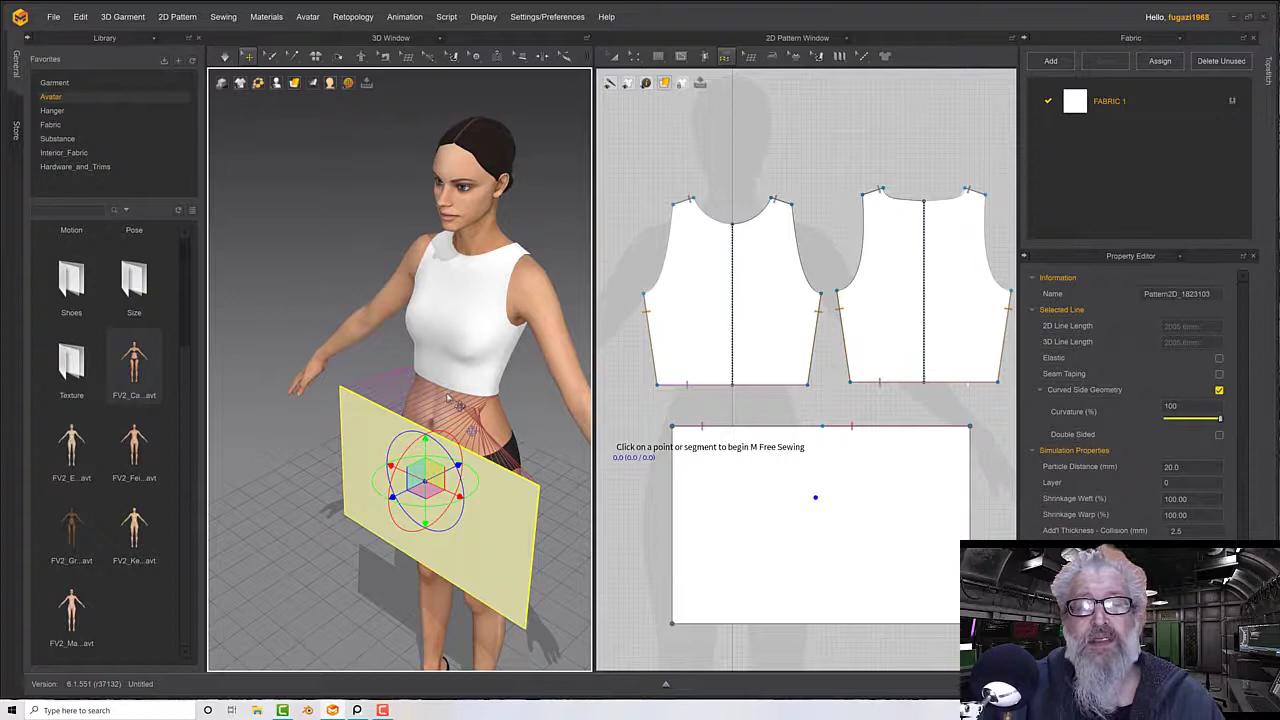 File Edit 3D Garment 2D Pattern Sewing Materials Avatar Retopology Animation Script Display Settings/Preferences Help
Hello, fugazi1968
General
Store
Library
Favorites
Garment
Avatar
Hanger
Fabric
Substance
Interior_Fabric
Hardware_and_Trims
Motion Pose
Shoes Size
Texture FV2_Ca...avt
FV2_E...avt FV2_Fei...avt
FV2_Gr...avt FV2_Ke...avt
FV2_Ma...avt
3D Window
2D Pattern Window
Click on a point or segment to begin M Free Sewing
0.0 (0.0 / 0.0)
Fabric
Topstitch
Add Assign Delete Unused
FABRIC 1
Property Editor
Information
Name Pattern2D_1823103
Selected Line
2D Line Length 2005.6mm
3D Line Length 2005.6mm
Elastic
Seam Taping
Curved Side Geometry
Curvature (%) 100
Double Sided
Simulation Properties
Particle Distance (mm) 20.0
Layer 0
Shrinkage Weft (%) 100.00
Shrinkage Warp (%) 100.00
Add'l Thickness - Collision (mm) 2.5
Version: 6.1.551 (r37132) Untitled
Type here to search